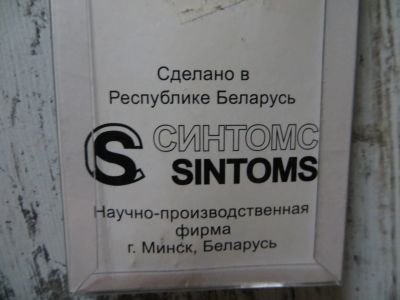 Сделано в
Республике Беларусь
СИНТОМС
SINTOMS
Научно-производственная
фирма
г. Минск, Беларусь